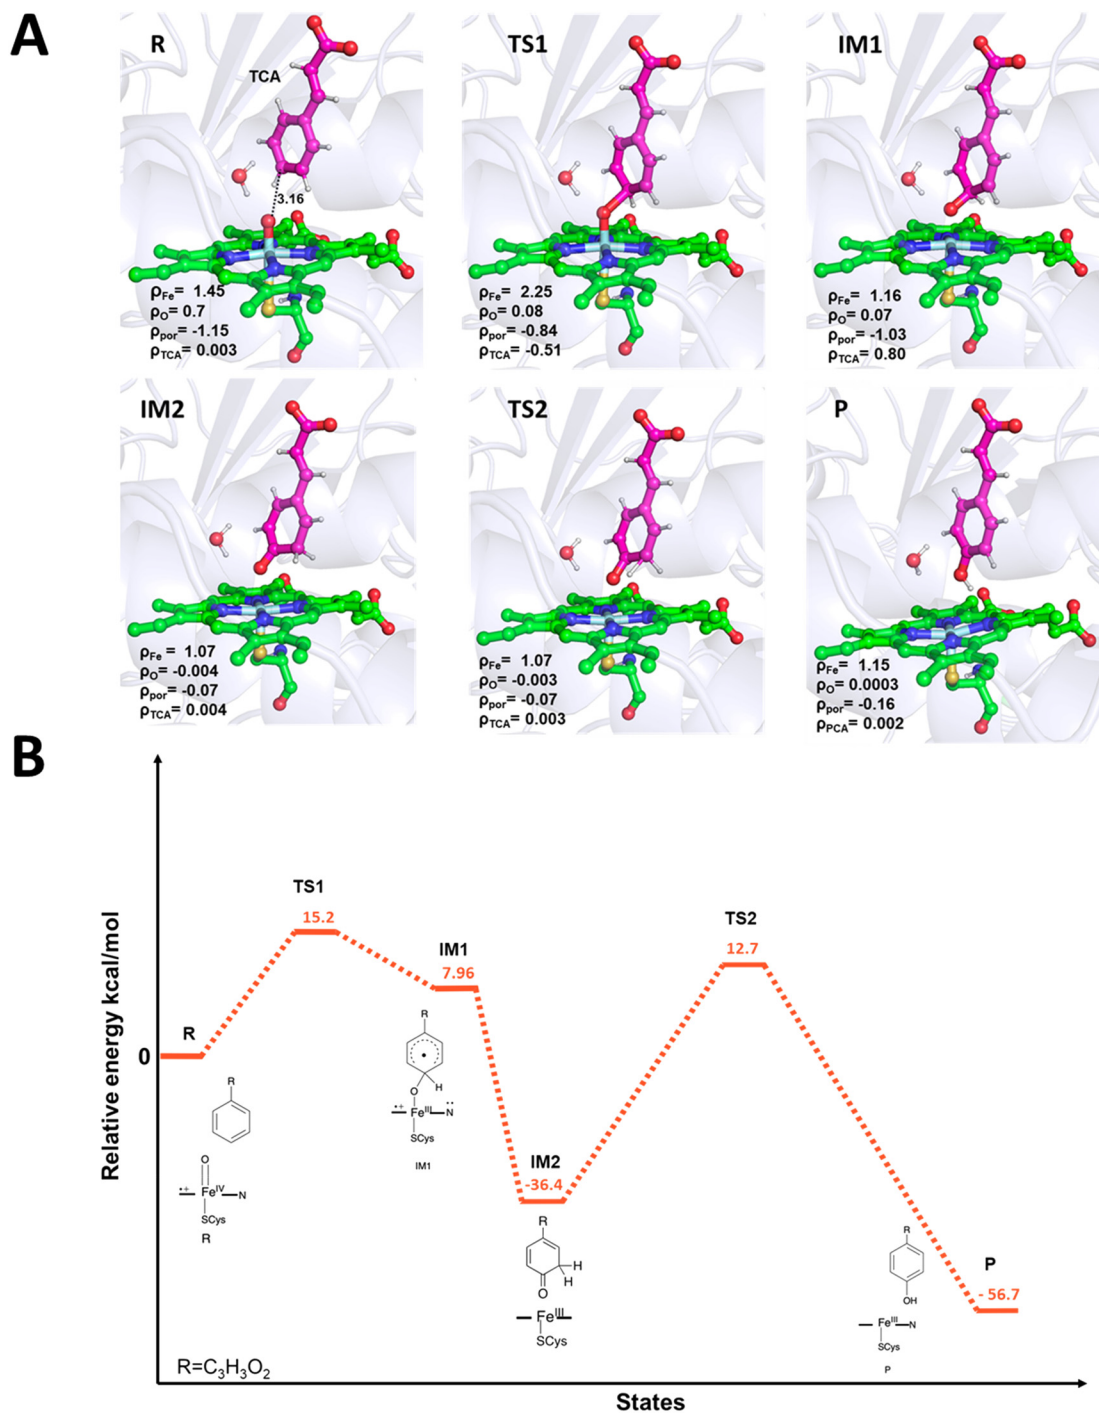 A
R
TCA
3.16
ρFe= 1.45
ρO= 0.7
ρpor= -1.15
ρTCA= 0.003
TS1
ρFe= 2.25
ρO= 0.08
ρpor= -0.84
ρTCA= -0.51
IM1
ρFe= 1.16
ρO= 0.07
ρpor= -1.03
ρTCA= 0.80
IM2
ρFe= 1.07
ρO= -0.004
ρpor= -0.07
ρTCA= 0.004
TS2
ρFe= 1.07
ρO= -0.003
ρpor= -0.07
ρTCA= 0.003
P
ρFe= 1.15
ρO= 0.0003
ρpor= -0.16
ρPCA= 0.002
B
Relative energy kcal/mol
0
R
TS1
15.2
IM1
7.96
IM2
-36.4
TS2
12.7
P
- 56.7
R
O
•+ FeIV N
SCys
R
R
O H
•+ FeIII N
SCys
IM1
R
H
H
O
FeIII
SCys
R
OH
FeIII N
SCys
P
R=C3H3O2
States